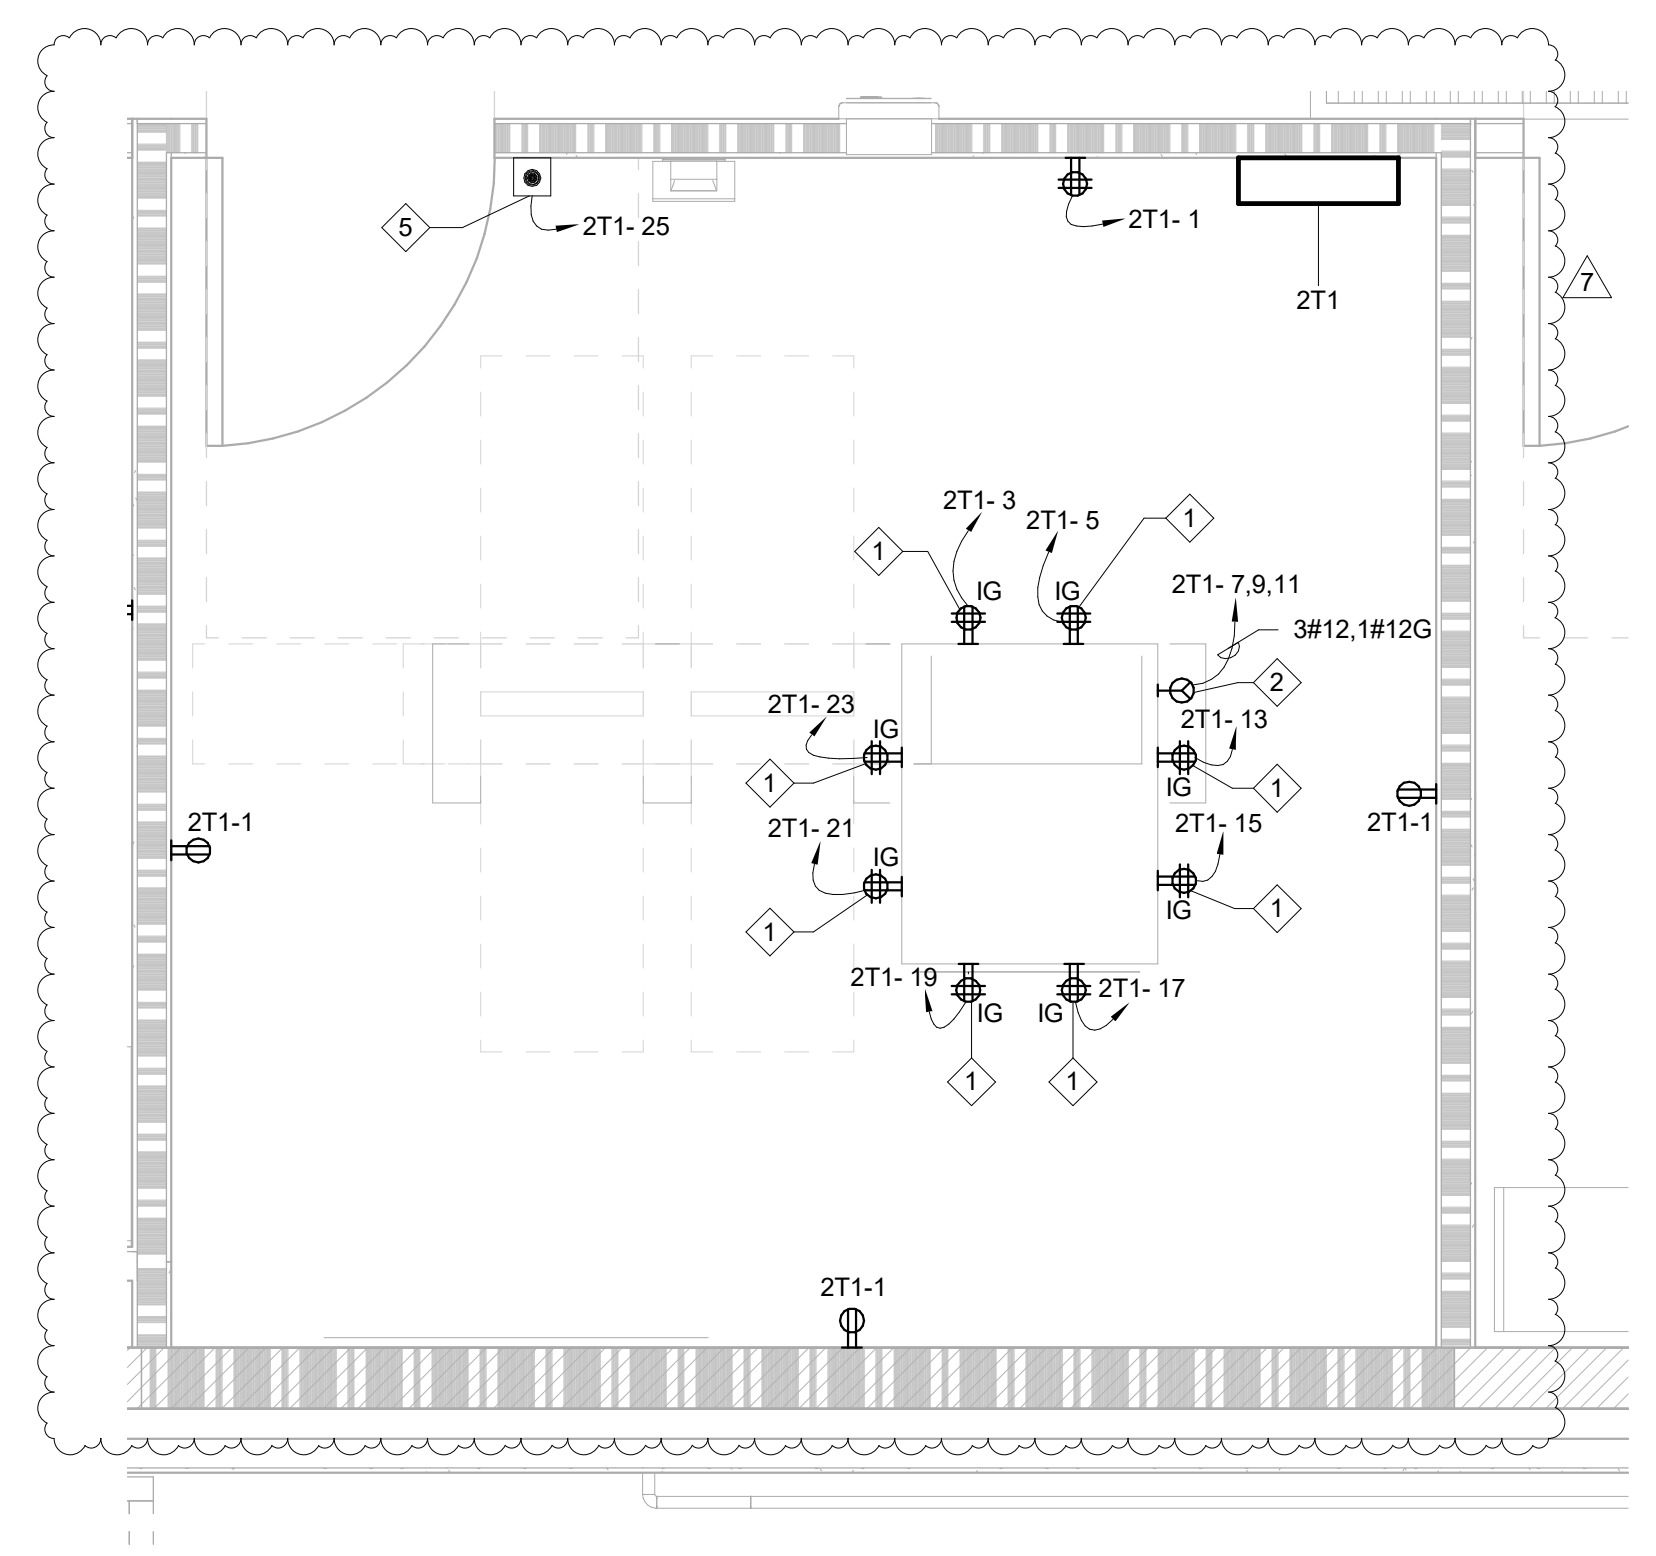 5
2T1- 25
2T1- 1
2T1
7
2T1- 3
2T1- 5
1
1
IG
IG
2T1- 7,9,11
3#12,1#12G
2
2T1- 23
IG
2T1- 13
1
IG
1
2T1-1
2T1- 21
IG
2T1- 15
2T1-1
1
IG
1
2T1- 19
IG
IG
2T1- 17
1
1
2T1-1